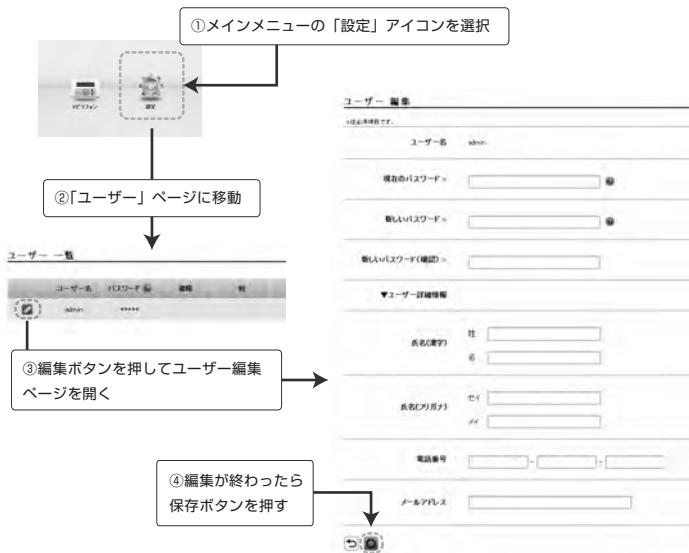 ①メインメニューの「設定」アイコンを選択
設定
②「ユーザー」ページに移動
ユーザー 一覧
ユーザー名 パスワード
admin *****
③編集ボタンを押してユーザー編集
ページを開く
ユーザー 編集
*は必須項目です。
ユーザー名 admin
現在のパスワード*
新しいパスワード*
新しいパスワード(確認)*
▼ユーザー詳細情報
氏名(漢字) 姓
名
氏名(フリガナ) セイ
メイ
電話番号 - -
メールアドレス
④編集が終わったら
保存ボタンを押す